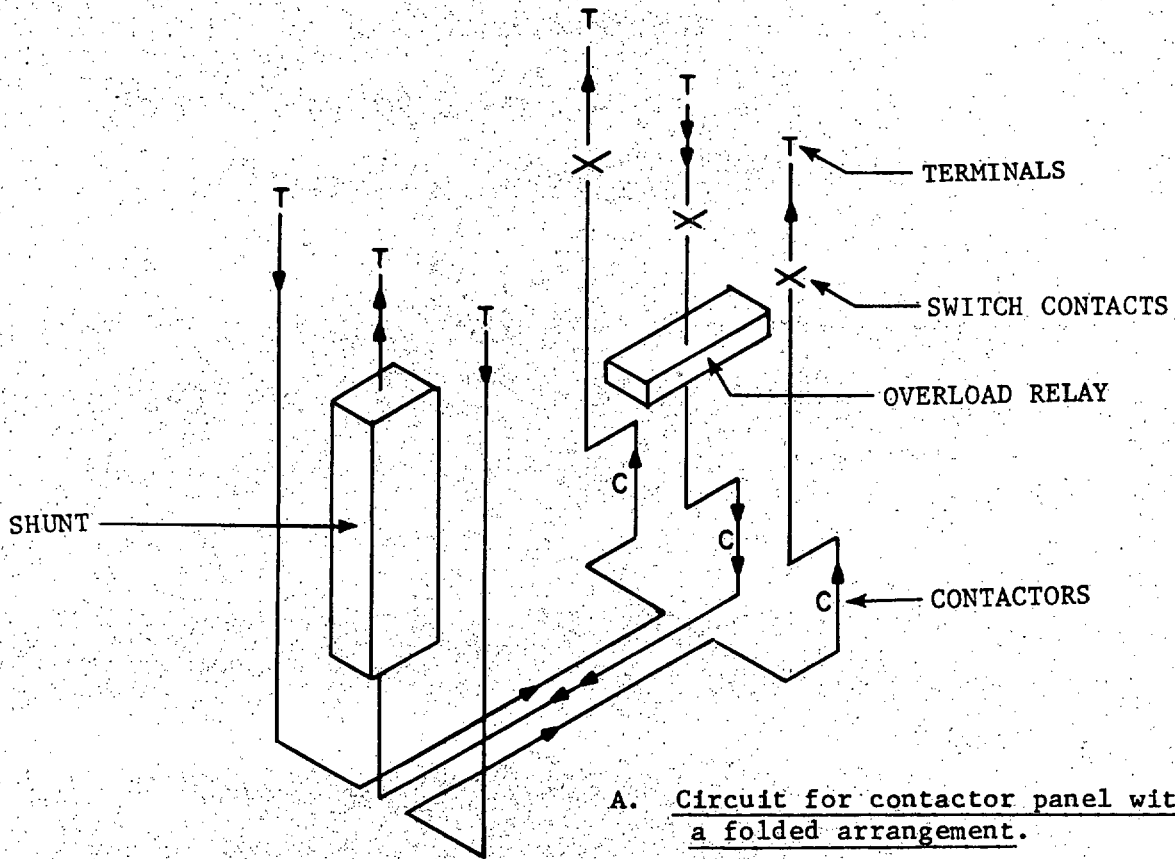 T
T
T
TERMINALS
T
T
SWITCH CONTACTS
T
OVERLOAD RELAY
C
SHUNT
C
C
CONTACTORS
A. Circuit for contactor panel wit
a folded arrangement.